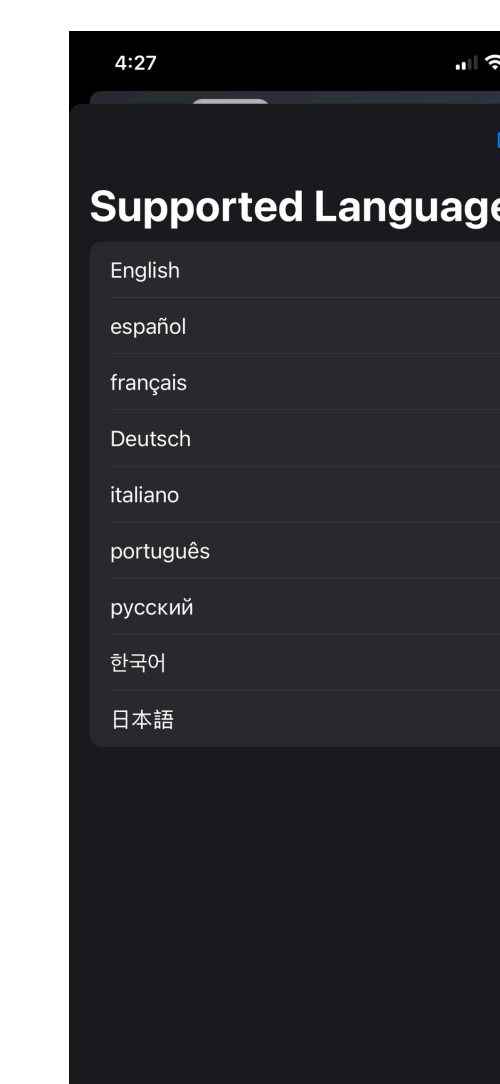 4:27
Supported Language
English
español
français
Deutsch
italiano
português
русский
한국어
日本語